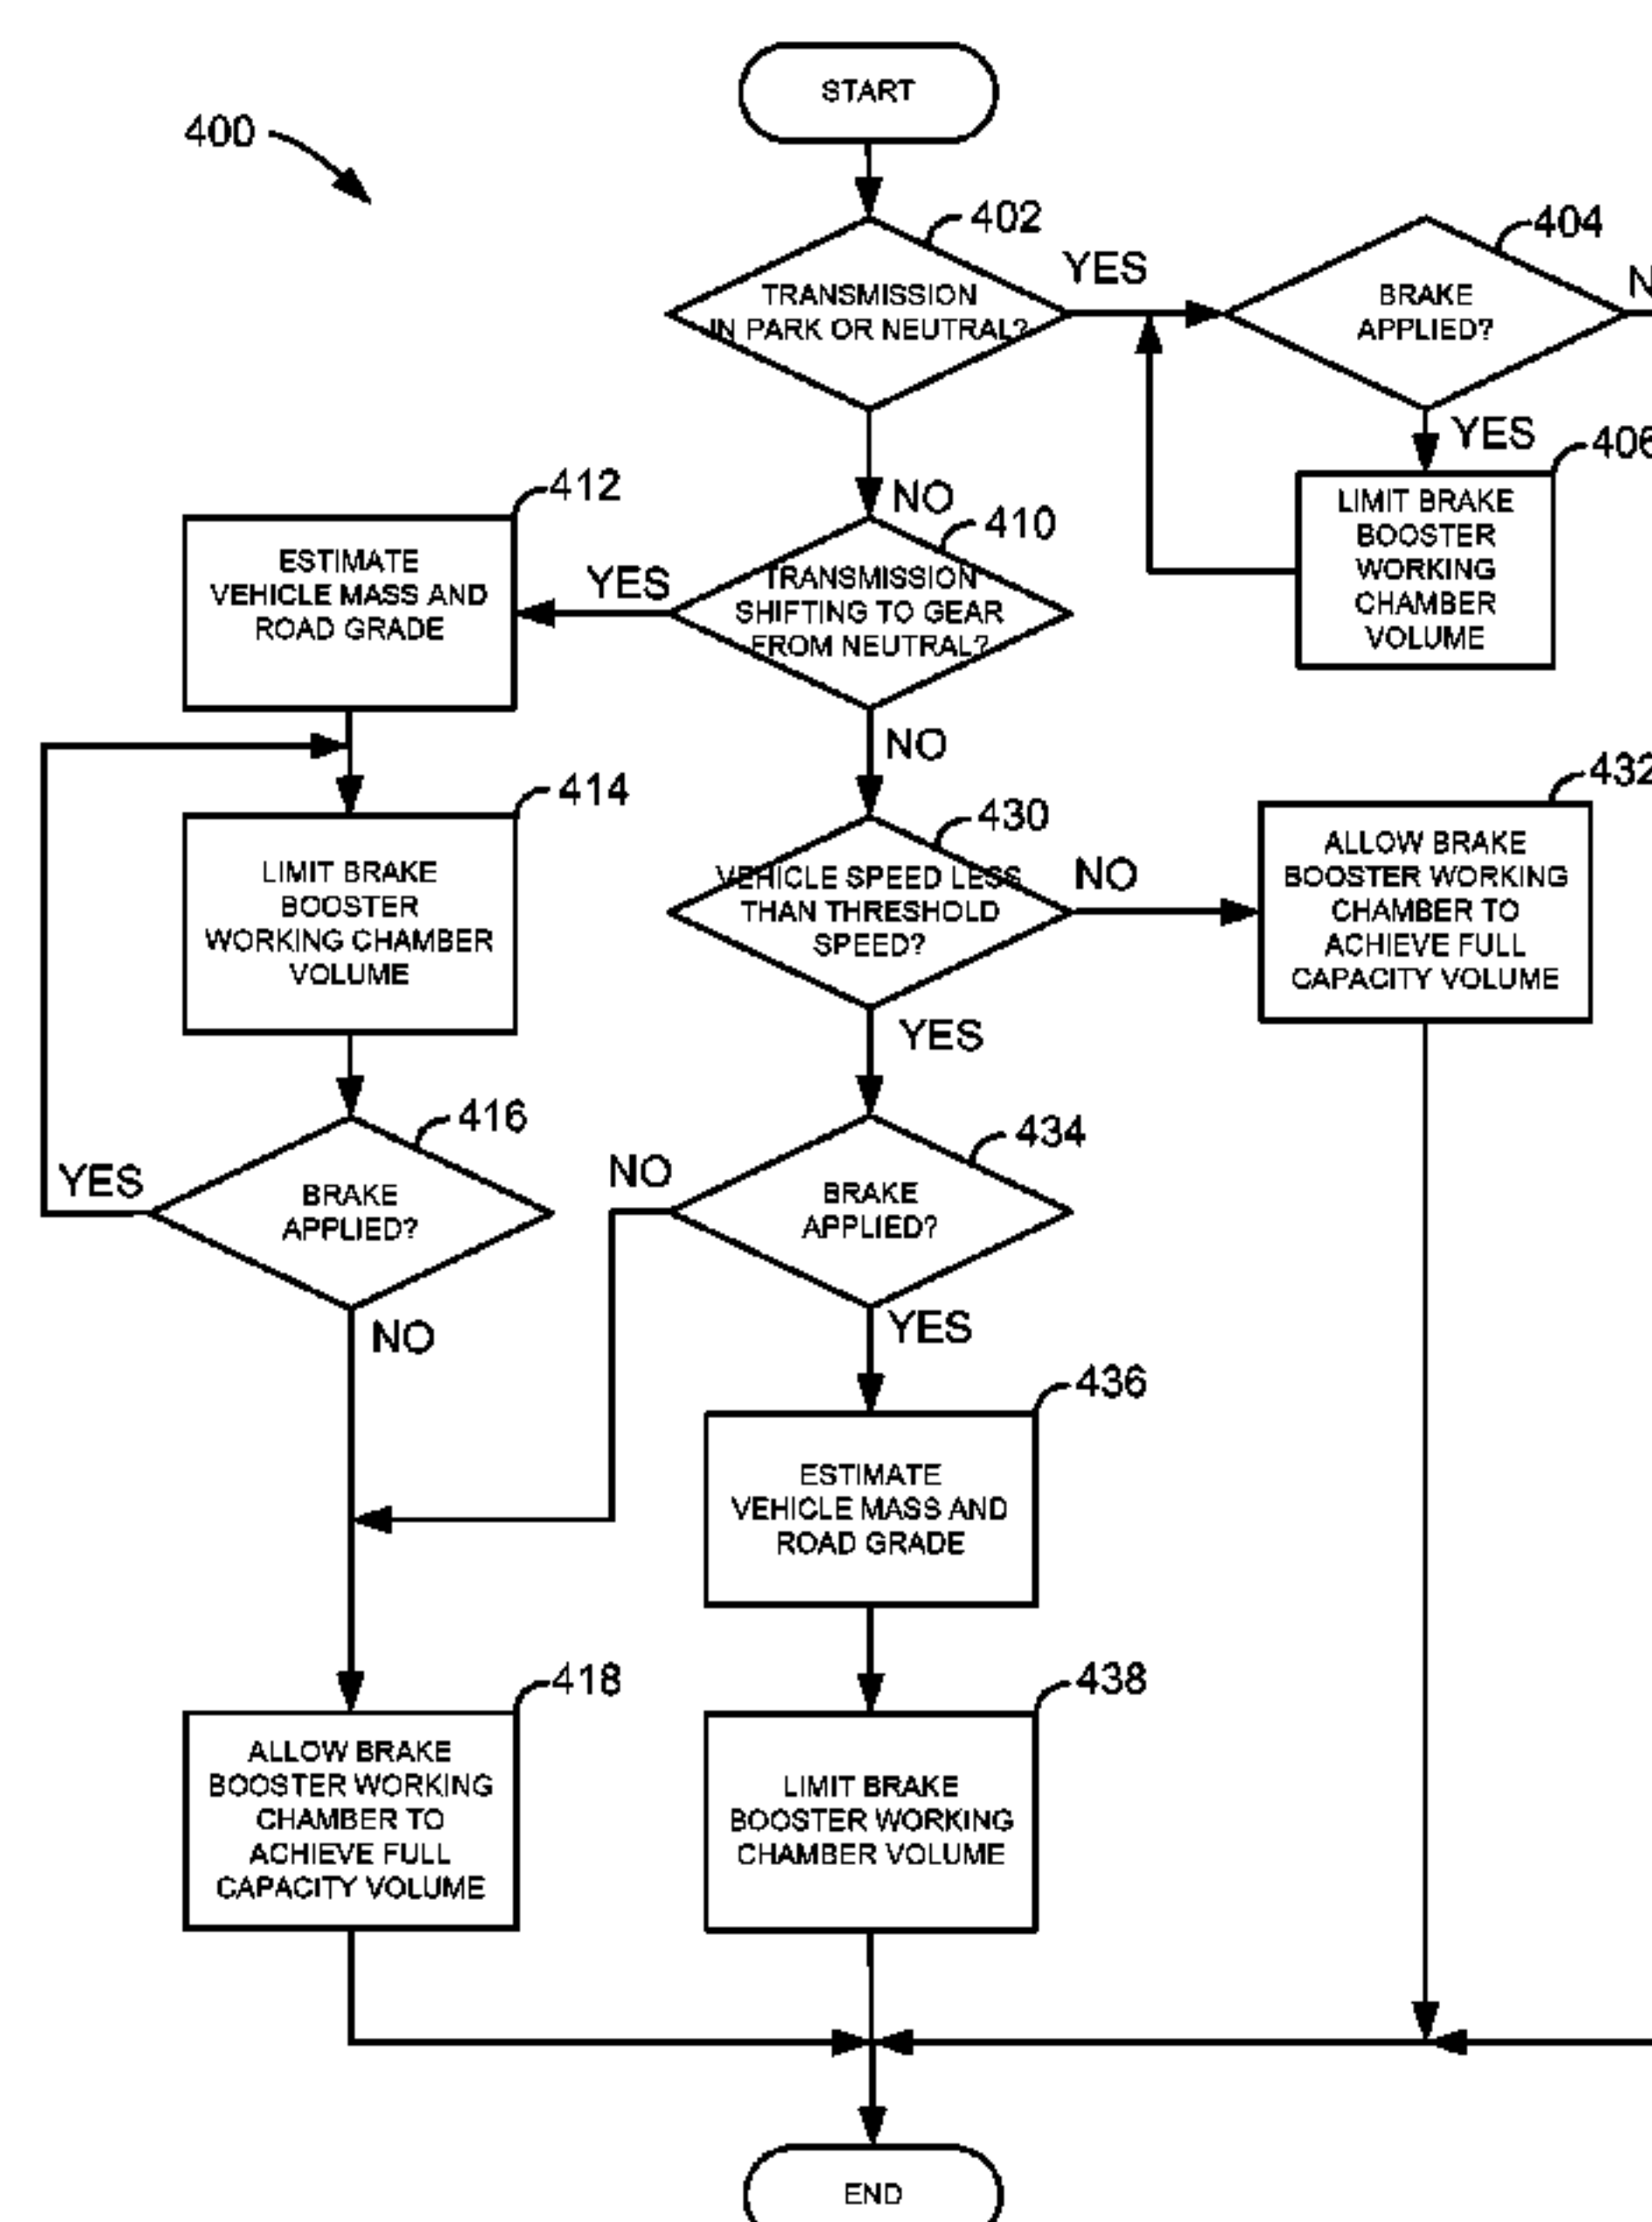 START
400
402
TRANSMISSION
IN PARK OR NEUTRAL?
YES
404
BRAKE
APPLIED?
N
YES
406
LIMIT BRAKE
BOOSTER
WORKING
CHAMBER
VOLUME
NO
410
TRANSMISSION
SHIFTING TO GEAR
FROM NEUTRAL?
YES
412
ESTIMATE
VEHICLE MASS AND
ROAD GRADE
NO
414
LIMIT BRAKE
BOOSTER
WORKING CHAMBER
VOLUME
430
VEHICLE SPEED LESS
THAN THRESHOLD
SPEED?
NO
432
ALLOW BRAKE
BOOSTER WORKING
CHAMBER TO
ACHIEVE FULL
CAPACITY VOLUME
YES
416
BRAKE
APPLIED?
YES
NO
434
BRAKE
APPLIED?
NO
YES
436
ESTIMATE
VEHICLE MASS AND
ROAD GRADE
418
ALLOW BRAKE
BOOSTER WORKING
CHAMBER TO
ACHIEVE FULL
CAPACITY VOLUME
438
LIMIT BRAKE
BOOSTER WORKING
CHAMBER VOLUME
END